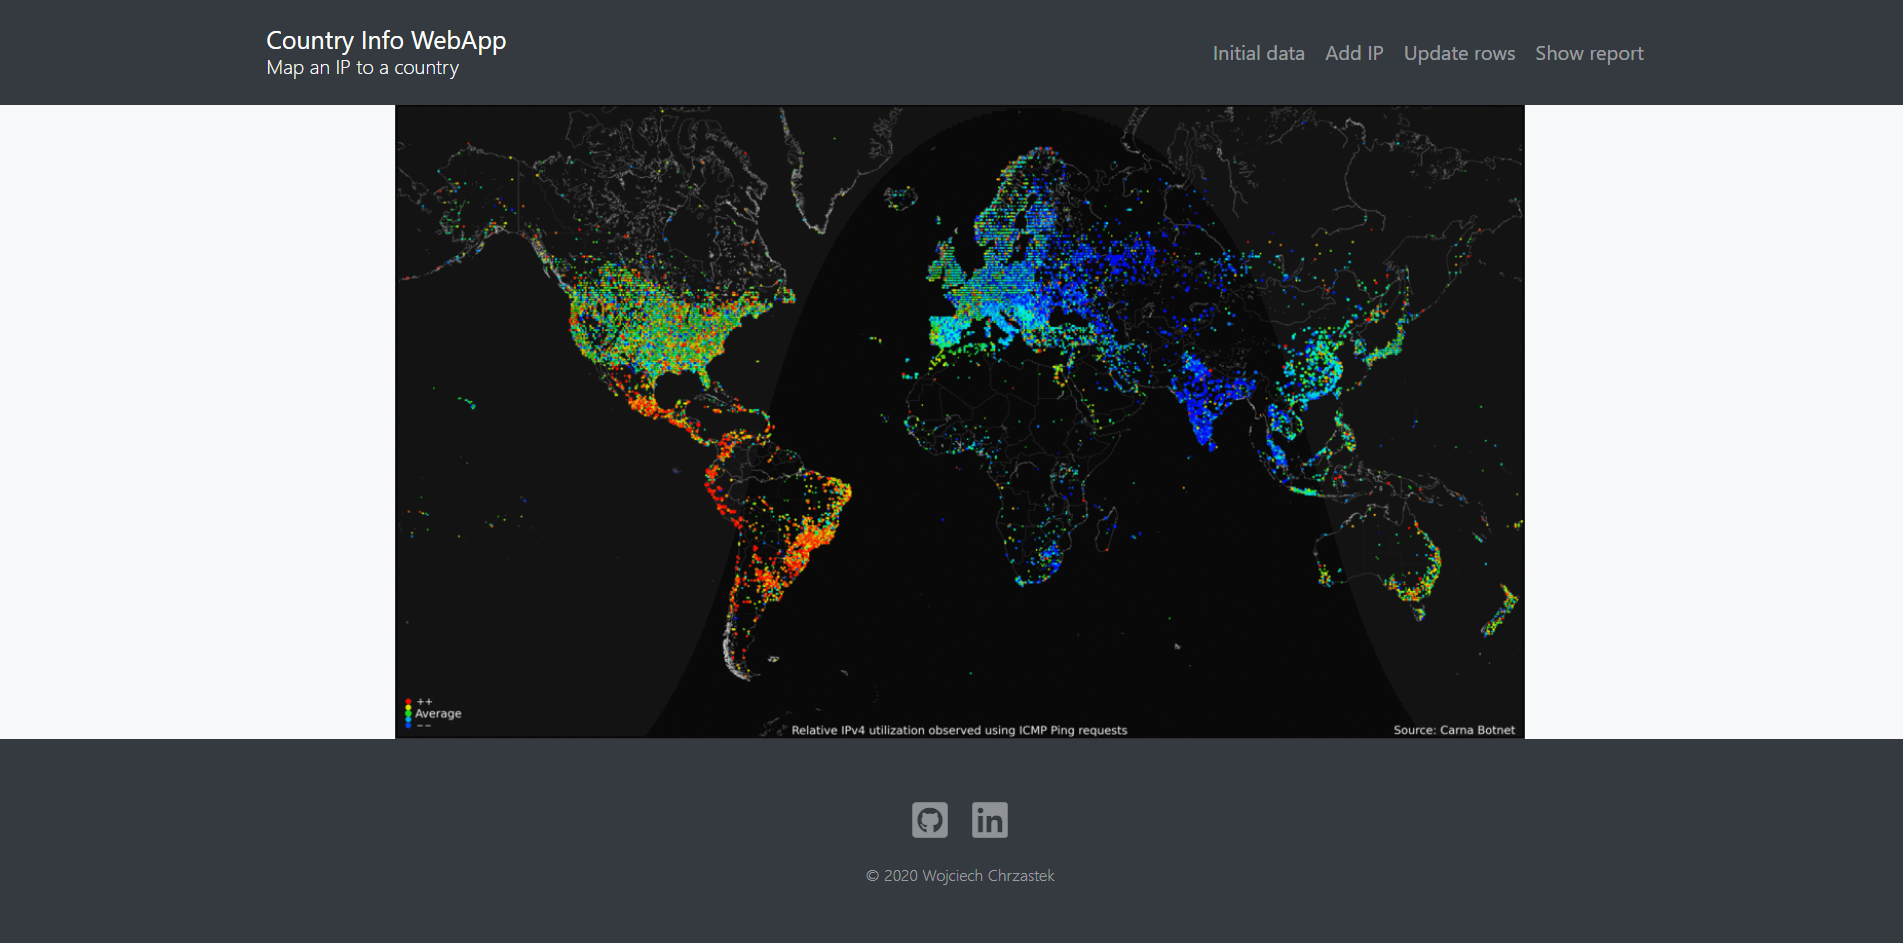 Country Info WebApp
Map an IP to a country
Initial data Add IP Update rows Show report
++
Average
--
Relative IPv4 utilization observed using ICMP Ping requests
Source: Carna Botnet
in
© 2020 Wojciech Chrzastek